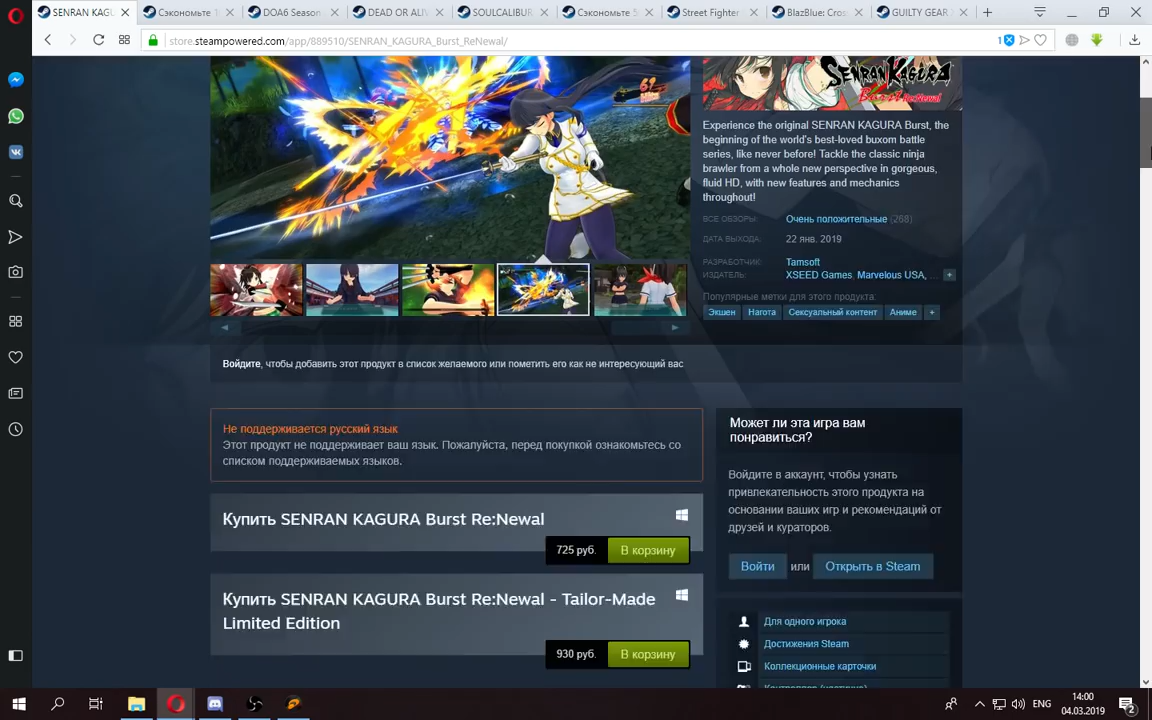 SENRAN KAGU
Сэкономьте 1
DOA6 Season
DEAD OR ALIV
SOULCALIBUR
Сэкономьте 5
Street Fighter
BlazBlue: Cros
GUILTY GEAR
store.steampowered.com/app/889510/SENRAN_KAGURA_Burst_ReNewal/
1
SENRAN KAGURA
Burst Re:Newal
Experience the original SENRAN KAGURA Burst, the
beginning of the world's best-loved buxom battle
series, like never before! Tackle the classic ninja
brawler from a whole new perspective in gorgeous,
fluid HD, with new features and mechanics
throughout!
ВСЕ ОБЗОРЫ: Очень положительные (268)
ДАТА ВЫХОДА: 22 янв. 2019
РАЗРАБОТЧИК: Tamsoft
ИЗДАТЕЛЬ: XSEED Games, Marvelous USA, ... +
Популярные метки для этого продукта:
Экшен Нагота Сексуальный контент Аниме +
Войдите, чтобы добавить этот продукт в список желаемого или пометить его как не интересующий вас
Не поддерживается русский язык
Этот продукт не поддерживает ваш язык. Пожалуйста, перед покупкой ознакомьтесь со
списком поддерживаемых языков.
Купить SENRAN KAGURA Burst Re:Newal
725 руб. В корзину
Купить SENRAN KAGURA Burst Re:Newal - Tailor-Made
Limited Edition
930 руб. В корзину
Может ли эта игра вам
понравиться?
Войдите в аккаунт, чтобы узнать
привлекательность этого продукта на
основании ваших игр и рекомендаций от
друзей и кураторов.
Войти или Открыть в Steam
Для одного игрока
Достижения Steam
Коллекционные карточки
ENG
14:00
04.03.2019
2